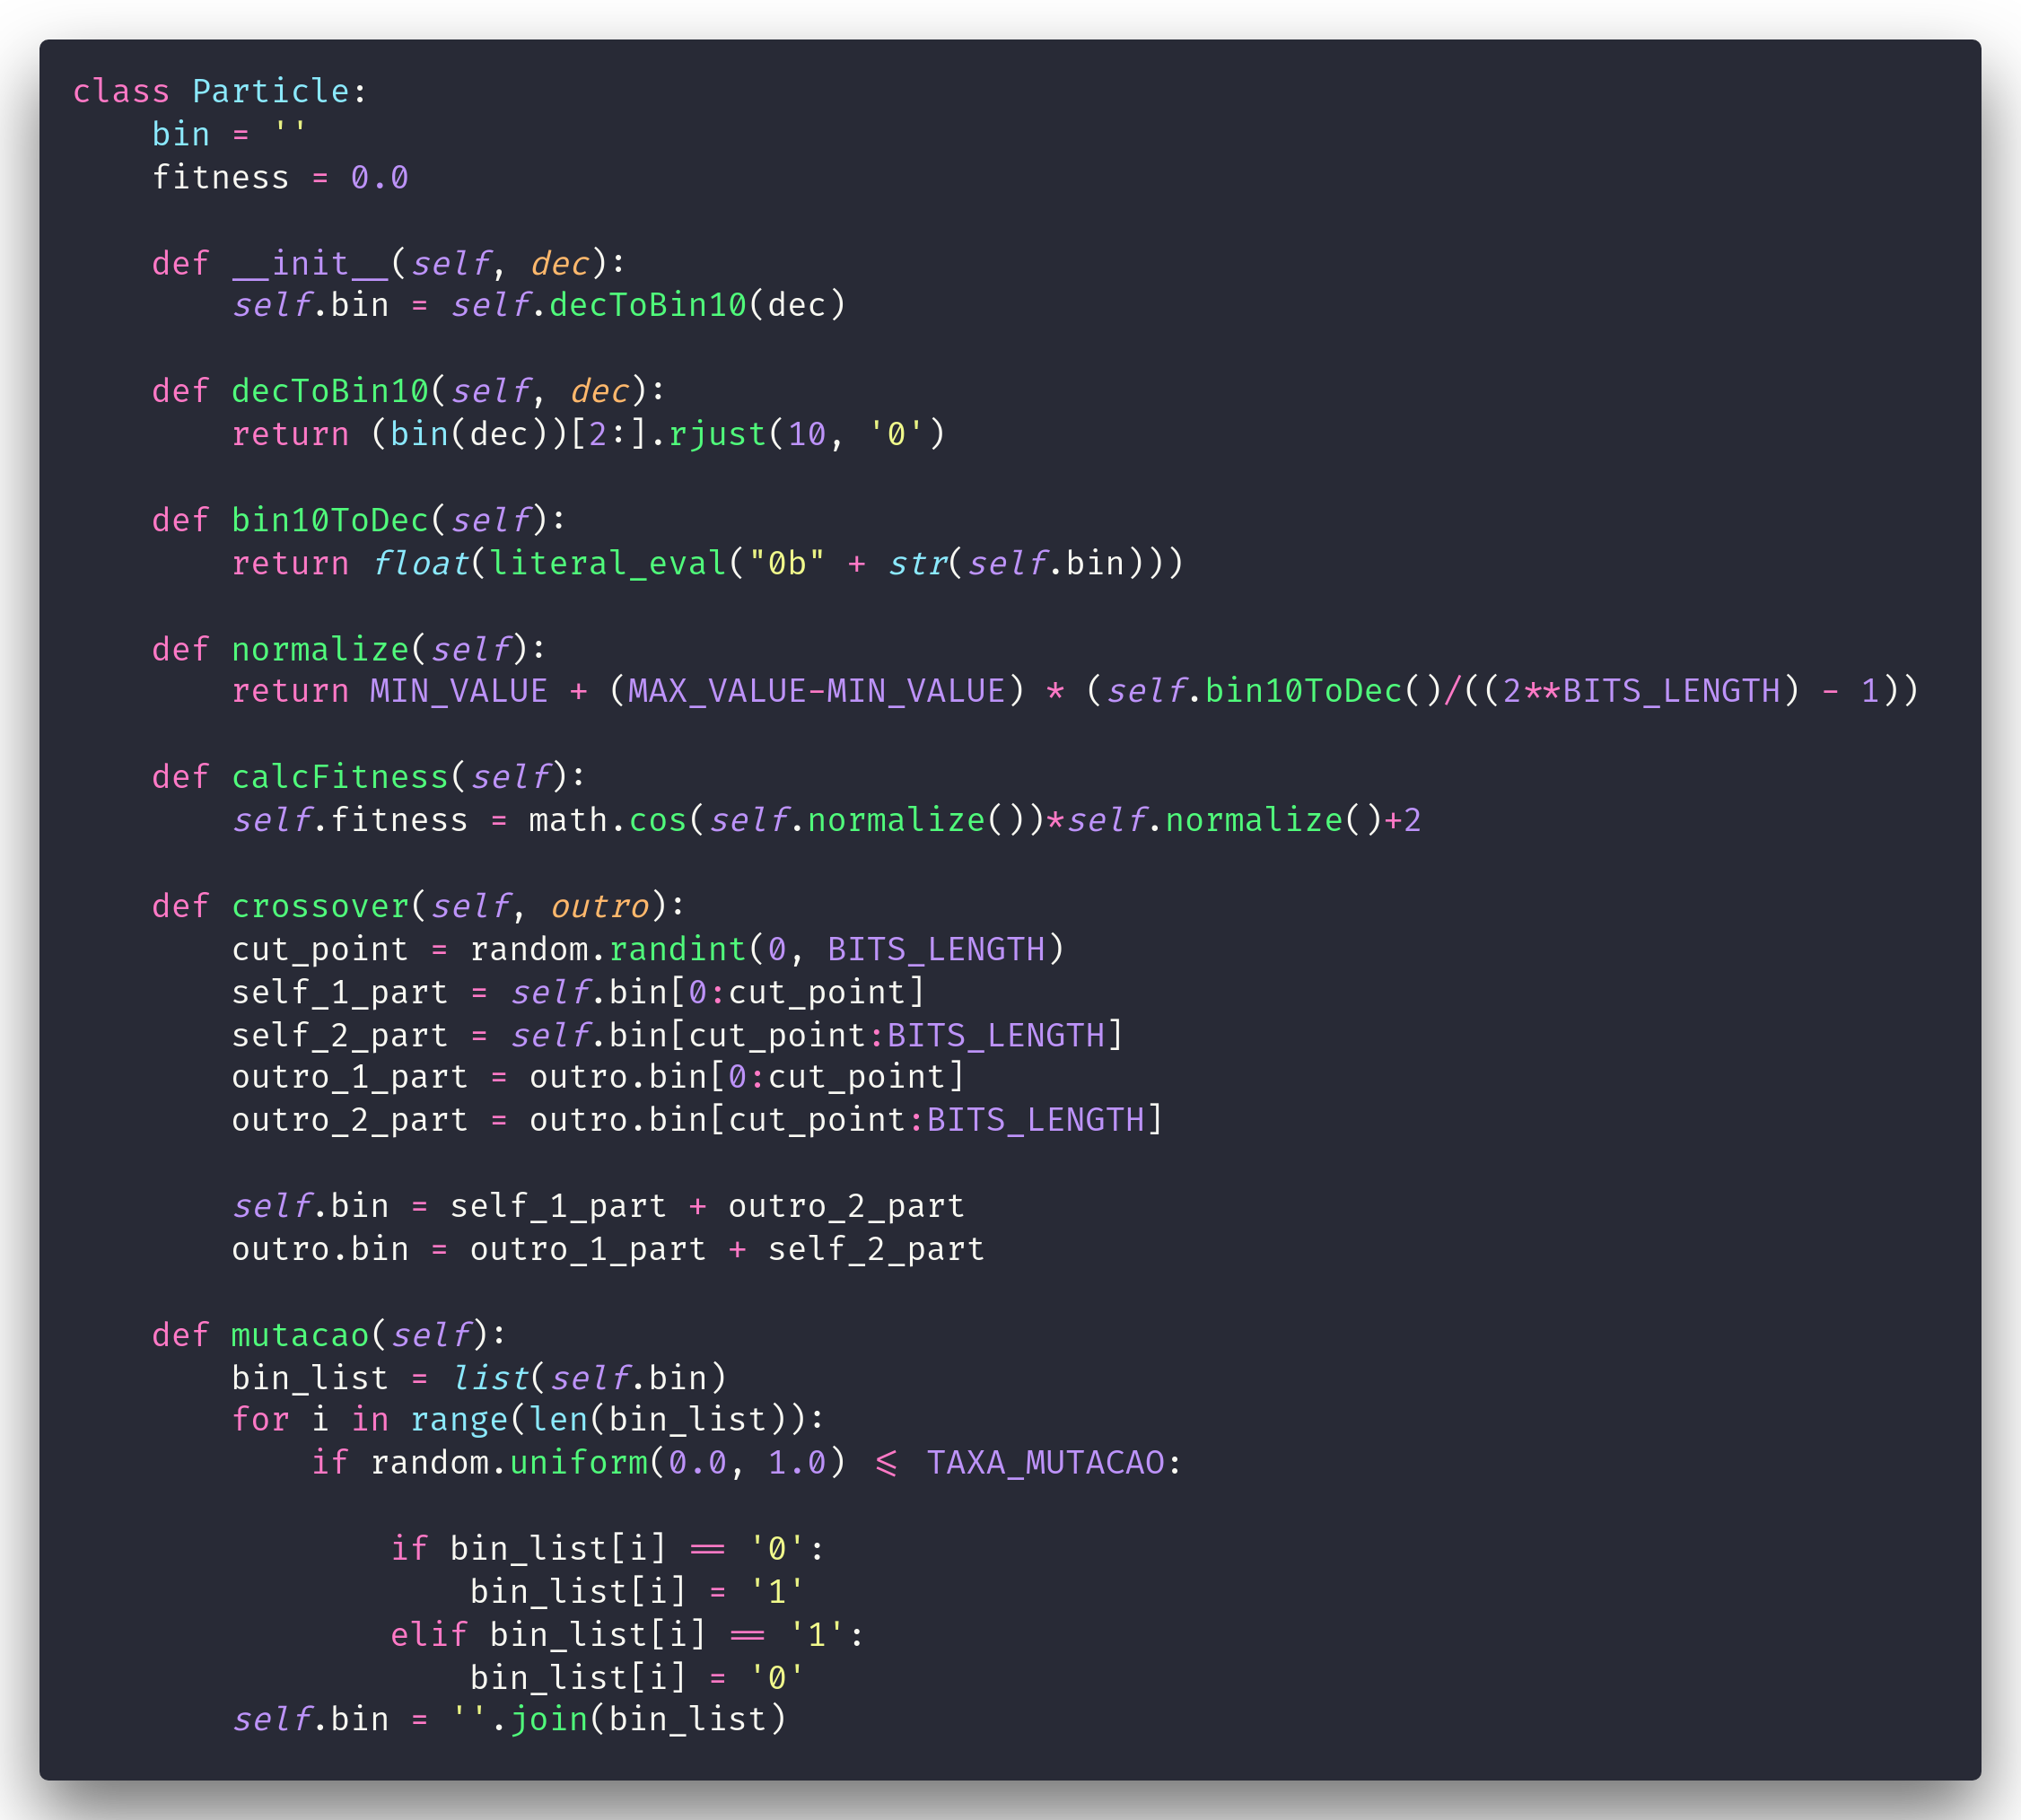 class Particle:
    bin = ''
    fitness = 0.0

    def __init__(self, dec):
        self.bin = self.decToBin10(dec)

    def decToBin10(self, dec):
        return (bin(dec))[2:].rjust(10, '0')

    def bin10ToDec(self):
        return float(literal_eval("0b" + str(self.bin)))

    def normalize(self):
        return MIN_VALUE + (MAX_VALUE-MIN_VALUE) * (self.bin10ToDec()/((2**BITS_LENGTH) - 1))

    def calcFitness(self):
        self.fitness = math.cos(self.normalize())*self.normalize()+2

    def crossover(self, outro):
        cut_point = random.randint(0, BITS_LENGTH)
        self_1_part = self.bin[0:cut_point]
        self_2_part = self.bin[cut_point:BITS_LENGTH]
        outro_1_part = outro.bin[0:cut_point]
        outro_2_part = outro.bin[cut_point:BITS_LENGTH]

        self.bin = self_1_part + outro_2_part
        outro.bin = outro_1_part + self_2_part

    def mutacao(self):
        bin_list = list(self.bin)
        for i in range(len(bin_list)):
            if random.uniform(0.0, 1.0) <= TAXA_MUTACAO:

                if bin_list[i] == '0':
                    bin_list[i] = '1'
                elif bin_list[i] == '1':
                    bin_list[i] = '0'
        self.bin = ''.join(bin_list)